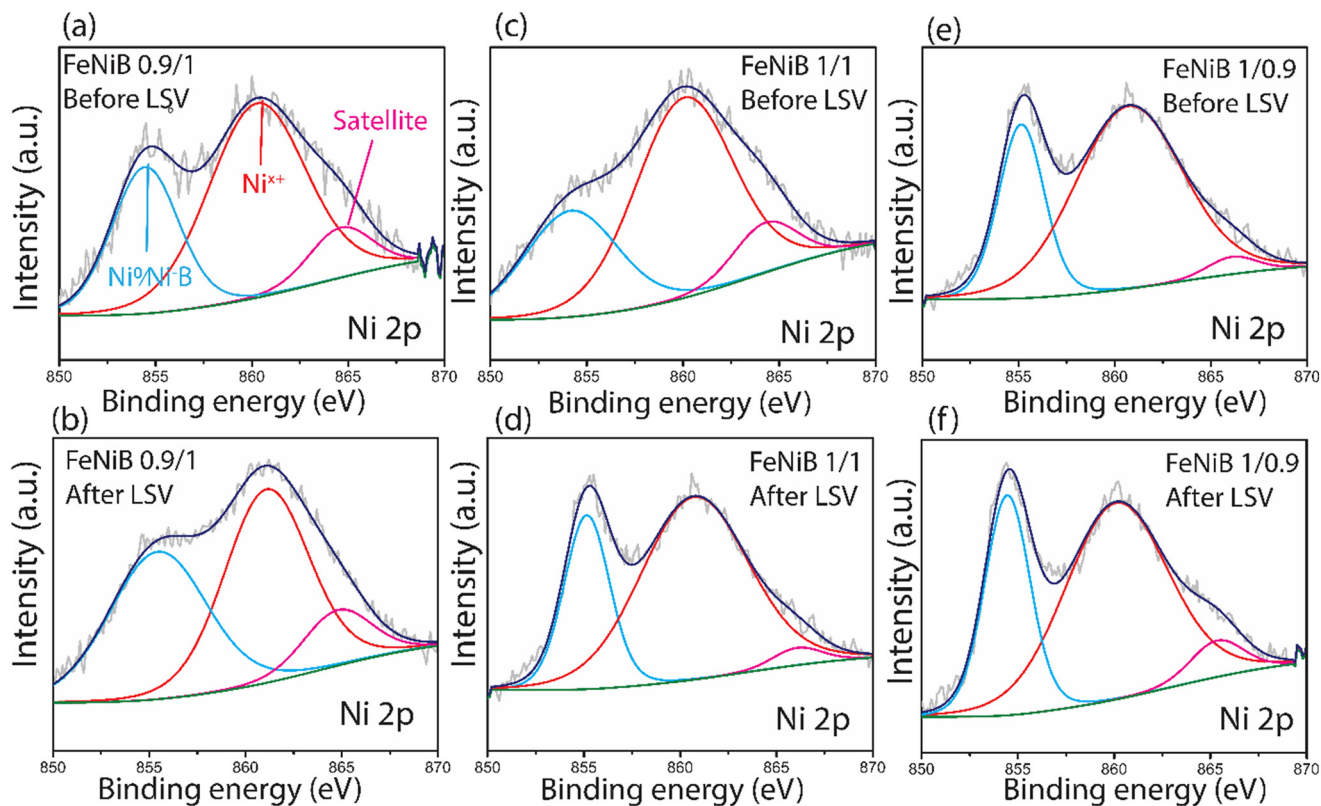 (a)
FeNiB 0.9/1
Before LSV
Satellite
Niˣ⁺
Ni⁰/Ni-B
Ni 2p
Intensity (a.u.)
850 855 860 865 870
Binding energy (eV)
(c)
FeNiB 1/1
Before LSV
Ni 2p
Intensity (a.u.)
850 855 860 865 870
Binding energy (eV)
(e)
FeNiB 1/0.9
Before LSV
Ni 2p
Intensity (a.u.)
850 855 860 865 870
Binding energy (eV)
(b)
FeNiB 0.9/1
After LSV
Ni 2p
Intensity (a.u.)
850 855 860 865 870
Binding energy (eV)
(d)
FeNiB 1/1
After LSV
Ni 2p
Intensity (a.u.)
850 855 860 865 870
Binding energy (eV)
(f)
FeNiB 1/0.9
After LSV
Ni 2p
Intensity (a.u.)
850 855 860 865 870
Binding energy (eV)